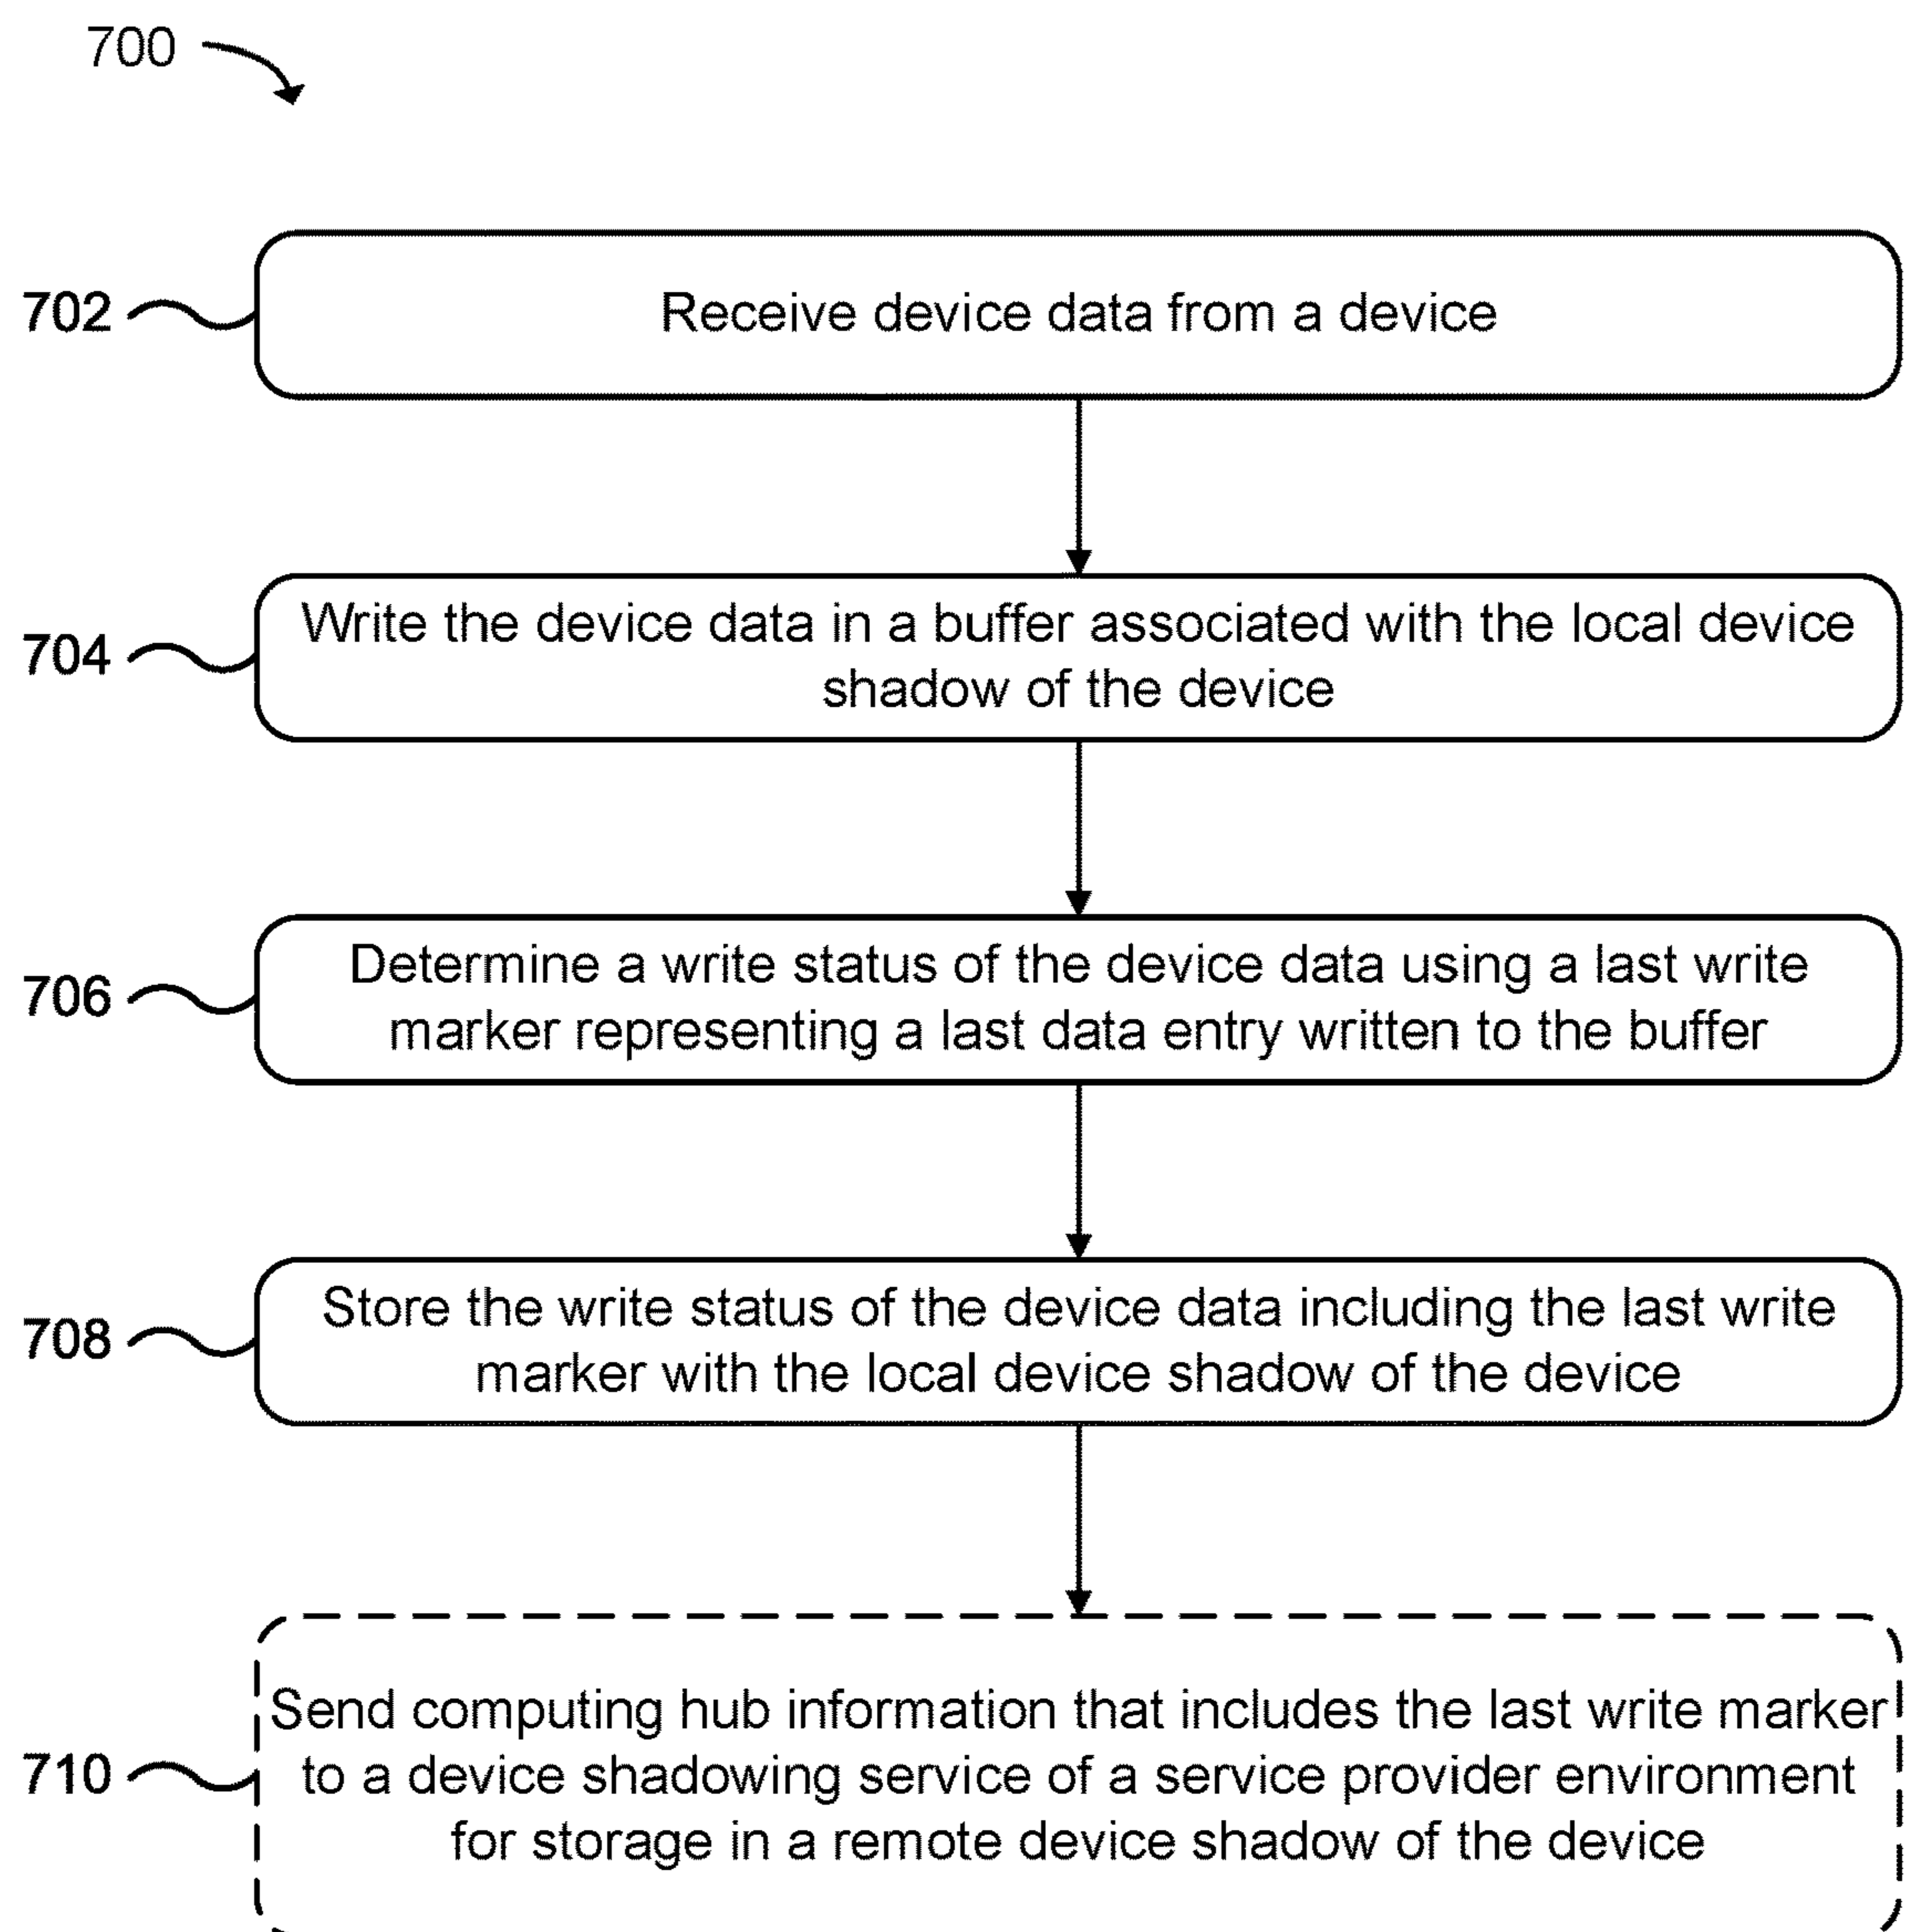 700
702
Receive device data from a device
704
Write the device data in a buffer associated with the local device
shadow of the device
706
Determine a write status of the device data using a last write
marker representing a last data entry written to the buffer
708
Store the write status of the device data including the last write
marker with the local device shadow of the device
710
Send computing hub information that includes the last write marker
to a device shadowing service of a service provider environment
for storage in a remote device shadow of the device